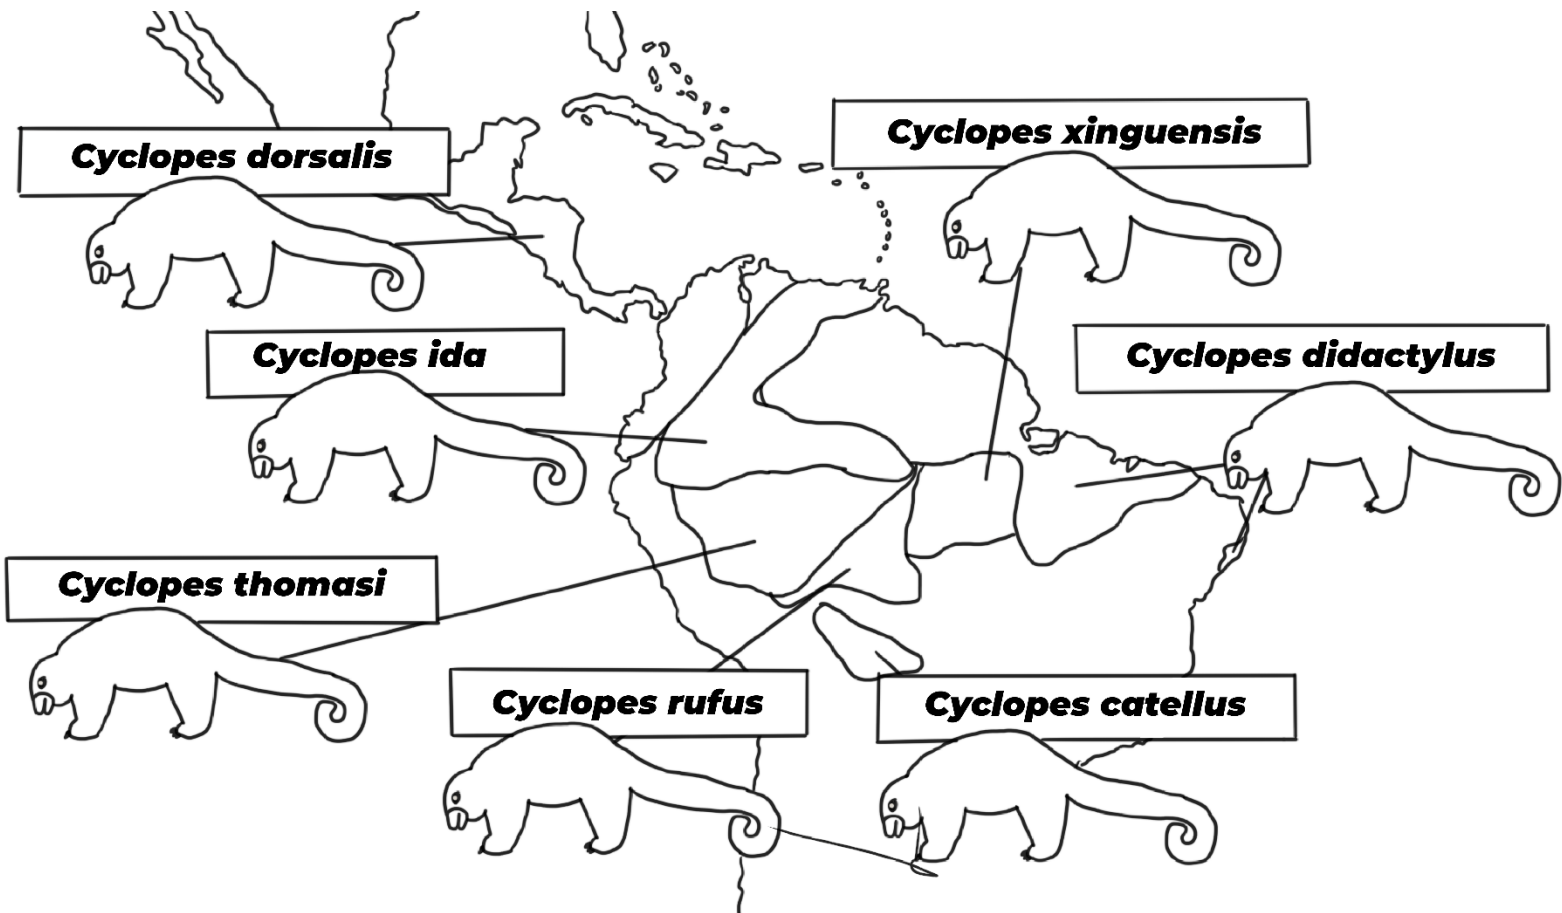 Cyclopes dorsalis
Cyclopes xinguensis
Cyclopes ida
Cyclopes didactylus
Cyclopes thomasi
Cyclopes rufus
Cyclopes catellus